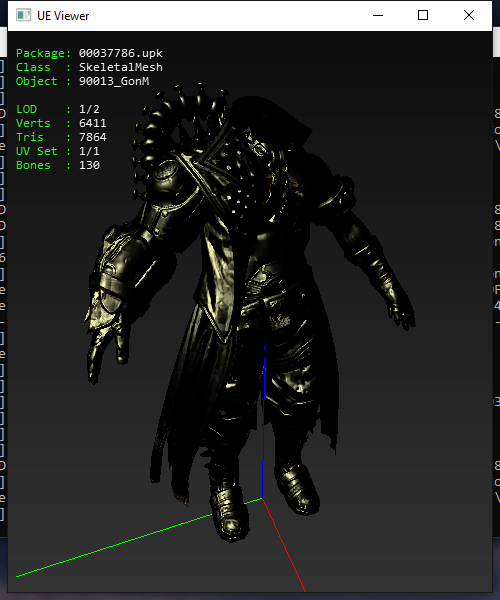 UE Viewer
Package: 00037786.upk
Class : SkeletalMesh
Object : 90013_GonM
LOD : 1/2
Verts : 6411
Tris : 7864
UV Set : 1/1
Bones : 130